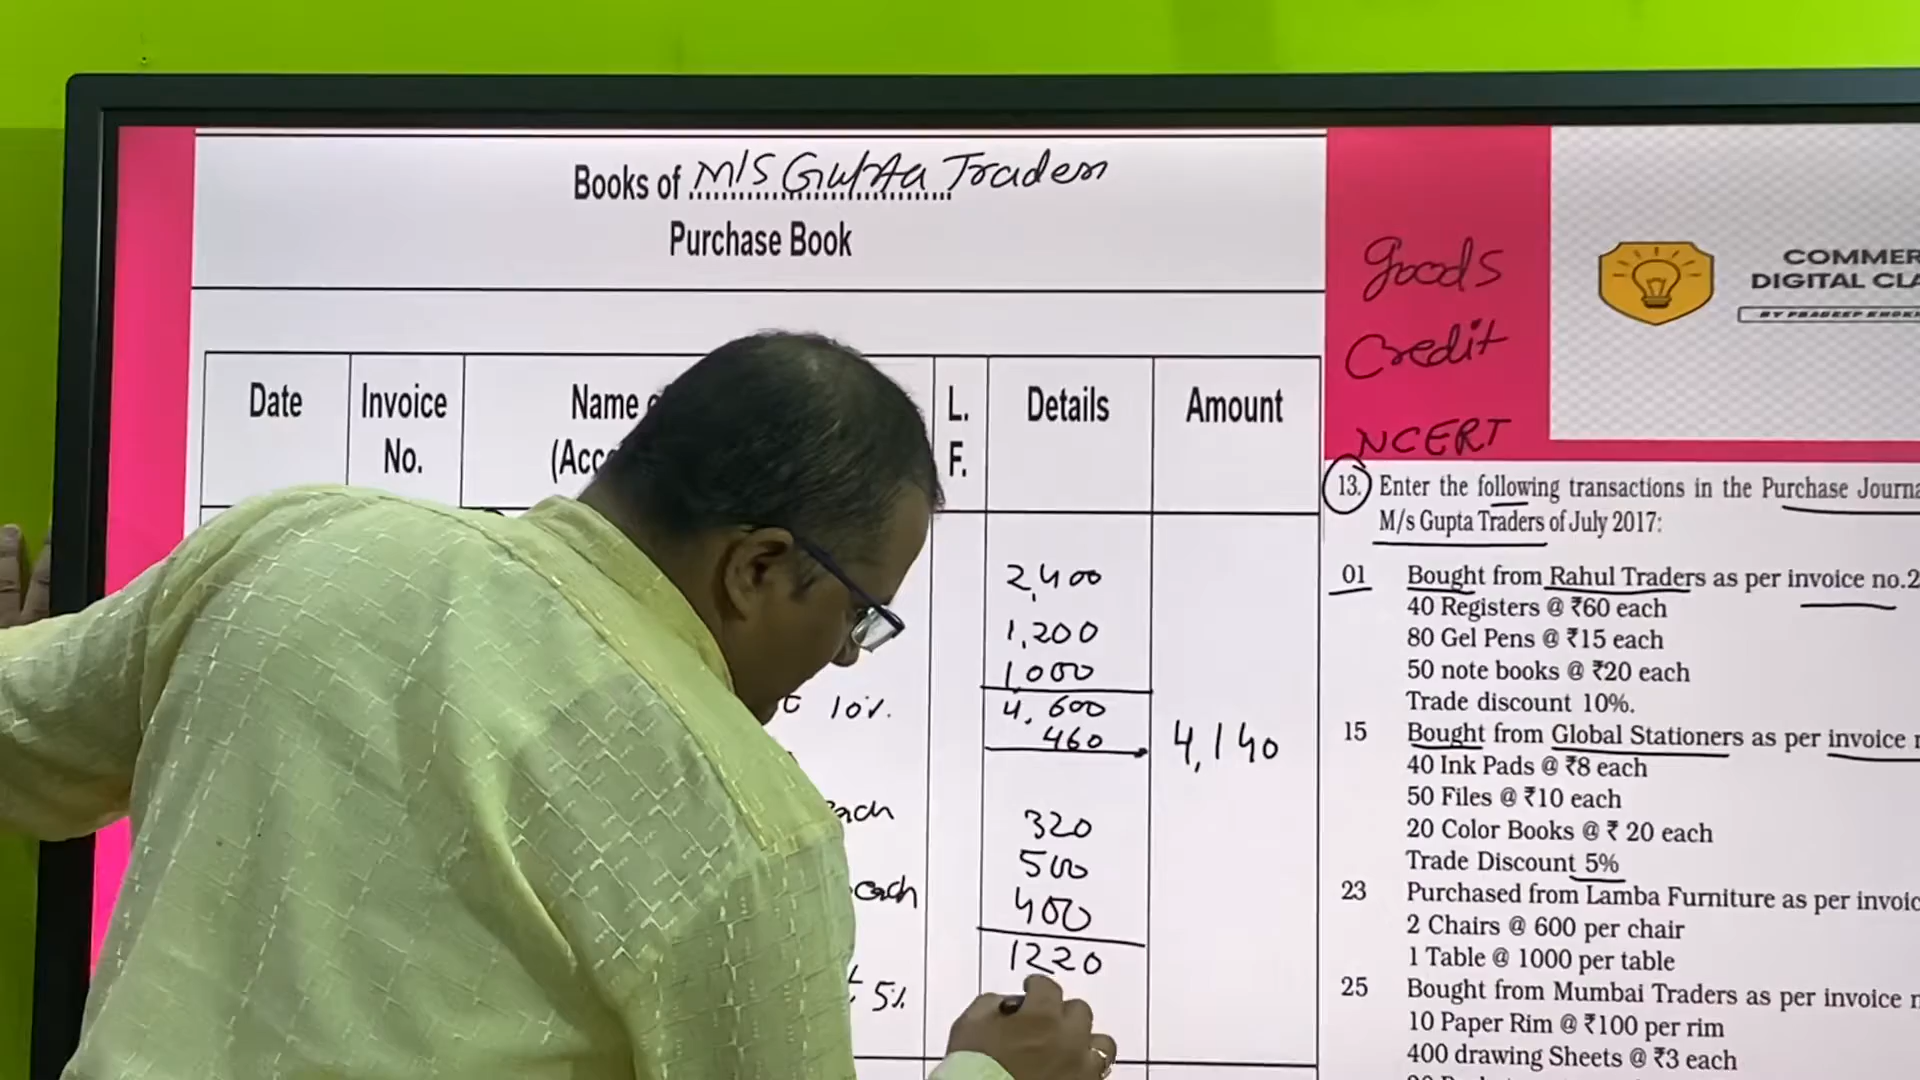 Books of M/S Gupta Traders
Purchase Book
Date
Invoice No.
Name
(Acc
L. F.
Details
Amount
2,400
1,200
1,000
10%.
4,600
460
4,140
each
320
500
each
400
1220
5%
Goods
Credit
NCERT
COMMER
DIGITAL CLA
BY PRADEEP KHOK
13. Enter the following transactions in the Purchase Journa
M/s Gupta Traders of July 2017:
01 Bought from Rahul Traders as per invoice no.2
40 Registers @ ₹60 each
80 Gel Pens @ ₹15 each
50 note books @ ₹20 each
Trade discount 10%.
15 Bought from Global Stationers as per invoice n
40 Ink Pads @ ₹8 each
50 Files @ ₹10 each
20 Color Books @ ₹ 20 each
Trade Discount 5%
23 Purchased from Lamba Furniture as per invoic
2 Chairs @ 600 per chair
1 Table @ 1000 per table
25 Bought from Mumbai Traders as per invoice n
10 Paper Rim @ ₹100 per rim
400 drawing Sheets @ ₹3 each